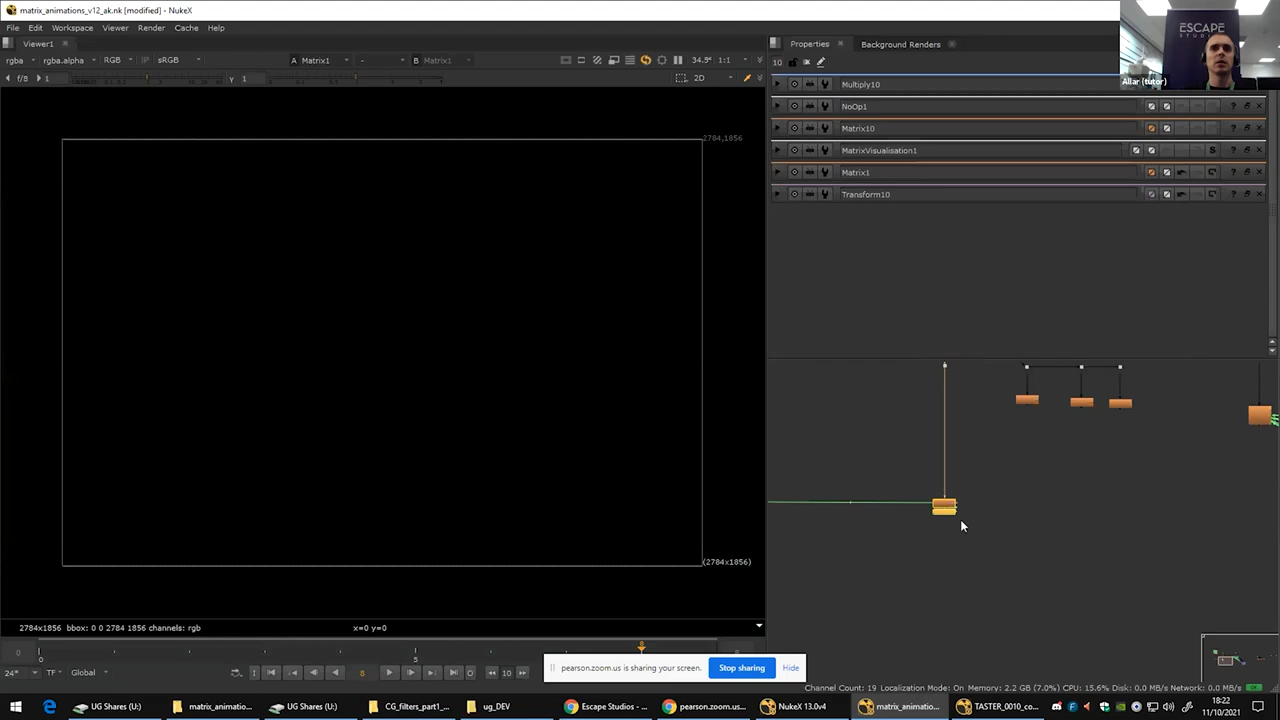 matrix_animations_v12_ak.nk [modified] - NukeX
File Edit Workspace Viewer Render Cache Help
ESCAPE
STUDIOS
Allar (tutor)
Viewer1
Properties
Background Renders
rgba rgba.alpha RGB IP sRGB A Matrix1 - B Matrix1 34.5 1:1
f/8 1 Y 1 2D
10
Multiply10
NoOp1
Matrix10
MatrixVisualisation1
S
Matrix1
Transform10
2784,1856
(2784x1856)
2784x1856 bbox: 0 0 2784 1856 channels: rgb x=0 y=0
0 8
0 5
24* TF Global 8 10
pearson.zoom.us is sharing your screen. Stop sharing Hide
Channel Count: 19 Localization Mode: On Memory: 2.2 GB (7.0%) CPU: 15.6% Disk: 0.0 MB/s Network: 0.0 MB/s
UG Shares (U:) matrix_animatio... UG Shares (U:) CG_filters_part1_... ug_DEV Escape Studios - ... pearson.zoom.us... NukeX 13.0v4 matrix_animatio... TASTER_0010_co...
18:22
11/10/2021